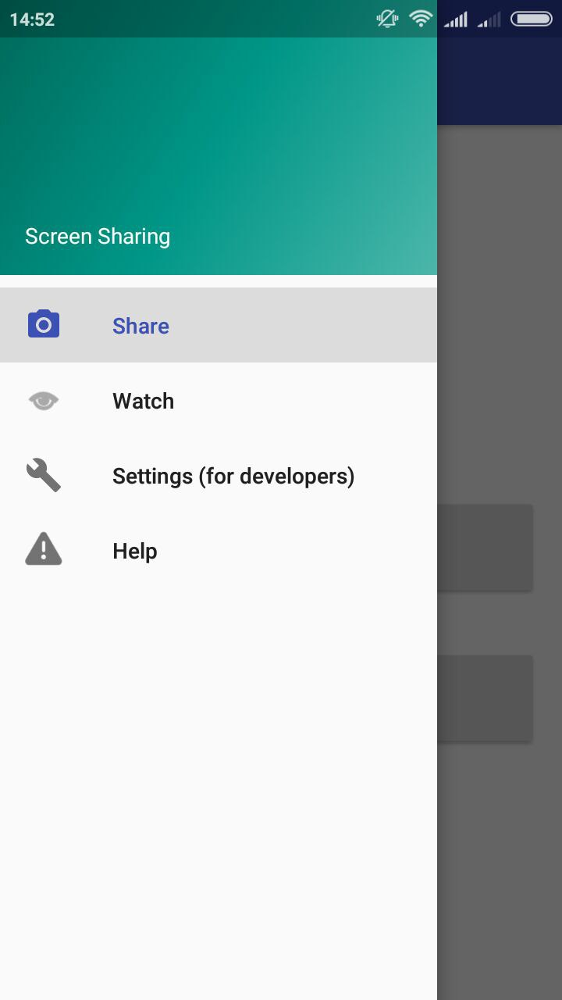 14:52
Screen Sharing
Share
Watch
Settings (for developers)
Help